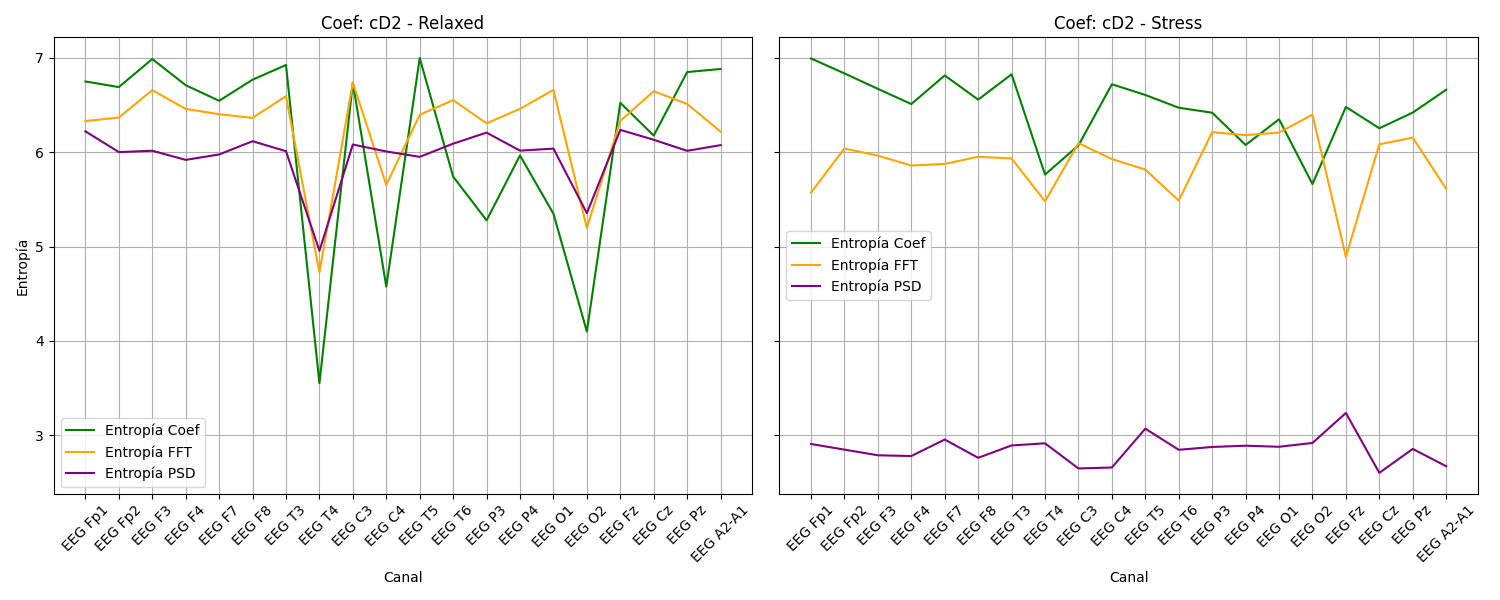 Coef: cD2 - Relaxed
Entropía
7
6
5
4
3
Entropía Coef
Entropía FFT
Entropía PSD
EEG Fp1
EEG Fp2
EEG F3
EEG F4
EEG F7
EEG F8
EEG T3
EEG T4
EEG C3
EEG C4
EEG T5
EEG T6
EEG P3
EEG P4
EEG O1
EEG O2
EEG Fz
EEG Cz
EEG Pz
EEG A2-A1
Canal
Coef: cD2 - Stress
Entropía Coef
Entropía FFT
Entropía PSD
EEG Fp1
EEG Fp2
EEG F3
EEG F4
EEG F7
EEG F8
EEG T3
EEG T4
EEG C3
EEG C4
EEG T5
EEG T6
EEG P3
EEG P4
EEG O1
EEG O2
EEG Fz
EEG Cz
EEG Pz
EEG A2-A1
Canal